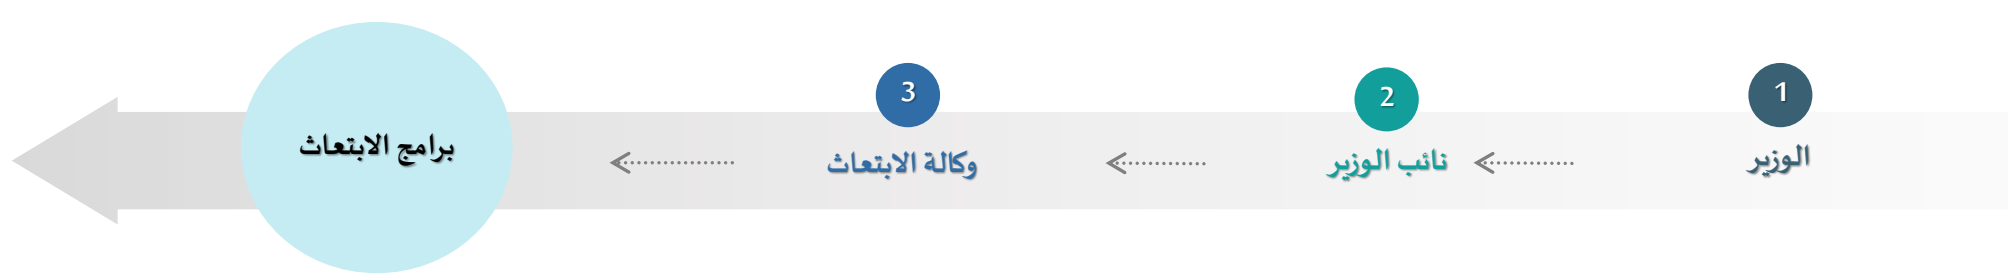 1
الوزير
2
نائب الوزير
3
وكالة الابتعاث
برامج الابتعاث